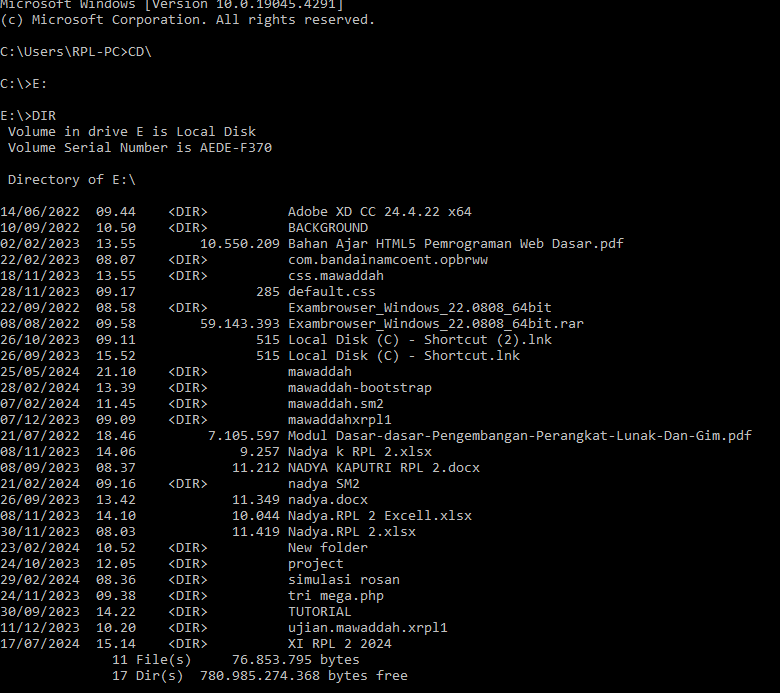 Microsoft Windows [Version 10.0.19045.4291]
(c) Microsoft Corporation. All rights reserved.
C:\Users\RPL-PC>CD\
C:\>E:
E:\>DIR
Volume in drive E is Local Disk
Volume Serial Number is AEDE-F370
Directory of E:\
14/06/2022 09.44 <DIR> Adobe XD CC 24.4.22 x64
10/09/2022 10.50 <DIR> BACKGROUND
02/02/2023 13.55 10.550.209 Bahan Ajar HTML5 Pemrograman Web Dasar.pdf
22/02/2023 08.07 <DIR> com.bandainamcoent.opbrww
18/11/2023 13.55 <DIR> css.mawaddah
28/11/2023 09.17 285 default.css
22/09/2022 08.58 <DIR> Exambrowser_Windows_22.0808_64bit
08/08/2022 09.58 59.143.393 Exambrowser_Windows_22.0808_64bit.rar
26/10/2023 09.11 515 Local Disk (C) - Shortcut (2).lnk
26/09/2023 15.52 515 Local Disk (C) - Shortcut.lnk
25/05/2024 21.10 <DIR> mawaddah
28/02/2024 13.39 <DIR> mawaddah-bootstrap
07/02/2024 11.45 <DIR> mawaddah.sm2
07/12/2023 09.09 <DIR> mawaddahxrpl1
21/07/2022 18.46 7.105.597 Modul Dasar-dasar-Pengembangan-Perangkat-Lunak-Dan-Gim.pdf
08/11/2023 14.06 9.257 Nadya k RPL 2.xlsx
08/09/2023 08.37 11.212 NADYA KAPUTRI RPL 2.docx
21/02/2024 09.16 <DIR> nadya SM2
26/09/2023 13.42 11.349 nadya.docx
08/11/2023 14.10 10.044 Nadya.RPL 2 Excell.xlsx
30/11/2023 08.03 11.419 Nadya.RPL 2.xlsx
23/02/2024 10.52 <DIR> New folder
24/10/2023 12.05 <DIR> project
29/02/2024 08.36 <DIR> simulasi rosan
24/11/2023 09.38 <DIR> tri mega.php
30/09/2023 14.22 <DIR> TUTORIAL
11/12/2023 10.20 <DIR> ujian.mawaddah.xrpl1
17/07/2024 15.14 <DIR> XI RPL 2 2024
11 File(s) 76.853.795 bytes
17 Dir(s) 780.985.274.368 bytes free